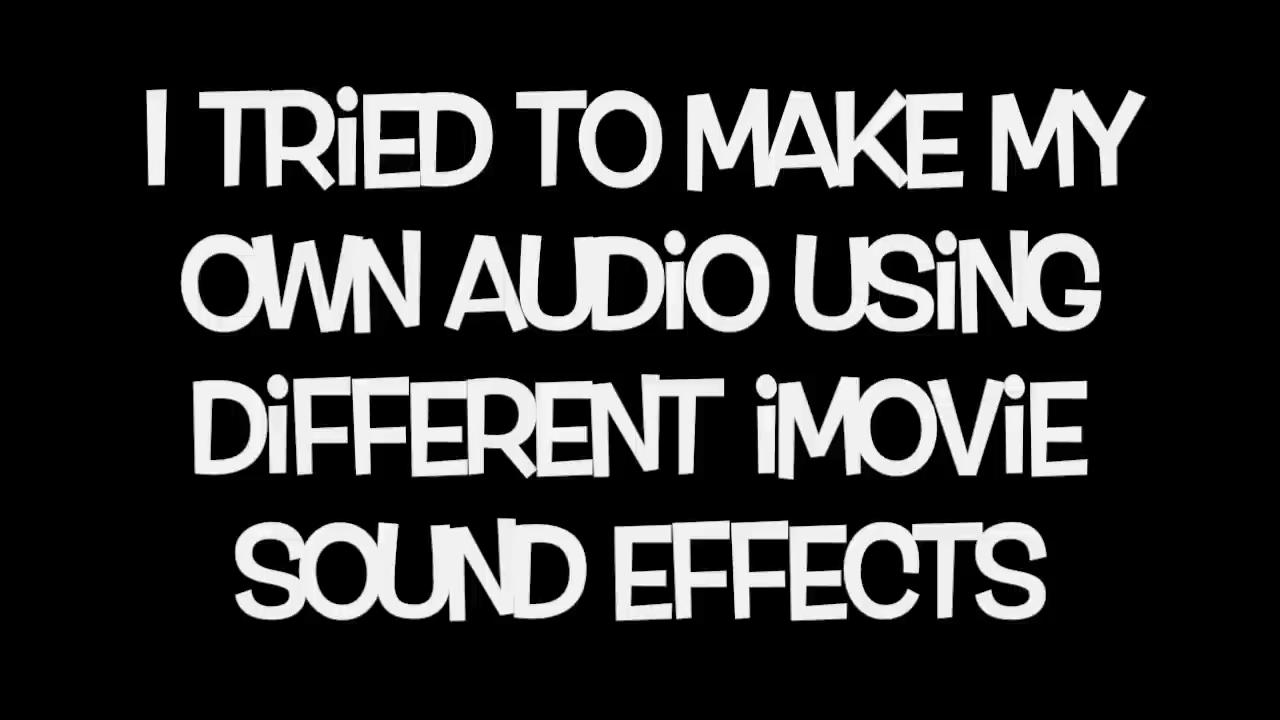 I TRiED TO MAKE MY
OWN AUDiO USiNG
DiFFERENT iMOViE
SOUND EFFECTS